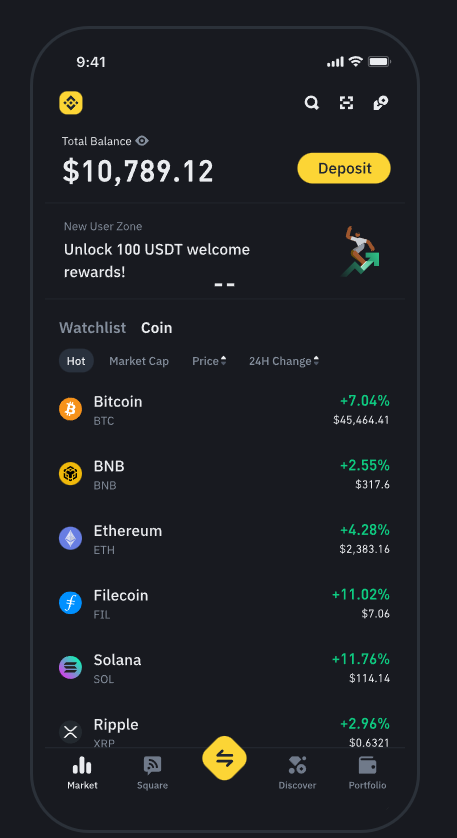 9:41
Total Balance
$10,789.12
Deposit
New User Zone
Unlock 100 USDT welcome
rewards!
Watchlist Coin
Hot Market Cap Price 24H Change
Bitcoin +7.04%
BTC $45,464.41
BNB +2.55%
BNB $317.6
Ethereum +4.28%
ETH $2,383.16
Filecoin +11.02%
FIL $7.06
Solana +11.76%
SOL $114.14
Ripple +2.96%
XRP $0.6321
Market Square Discover Portfolio